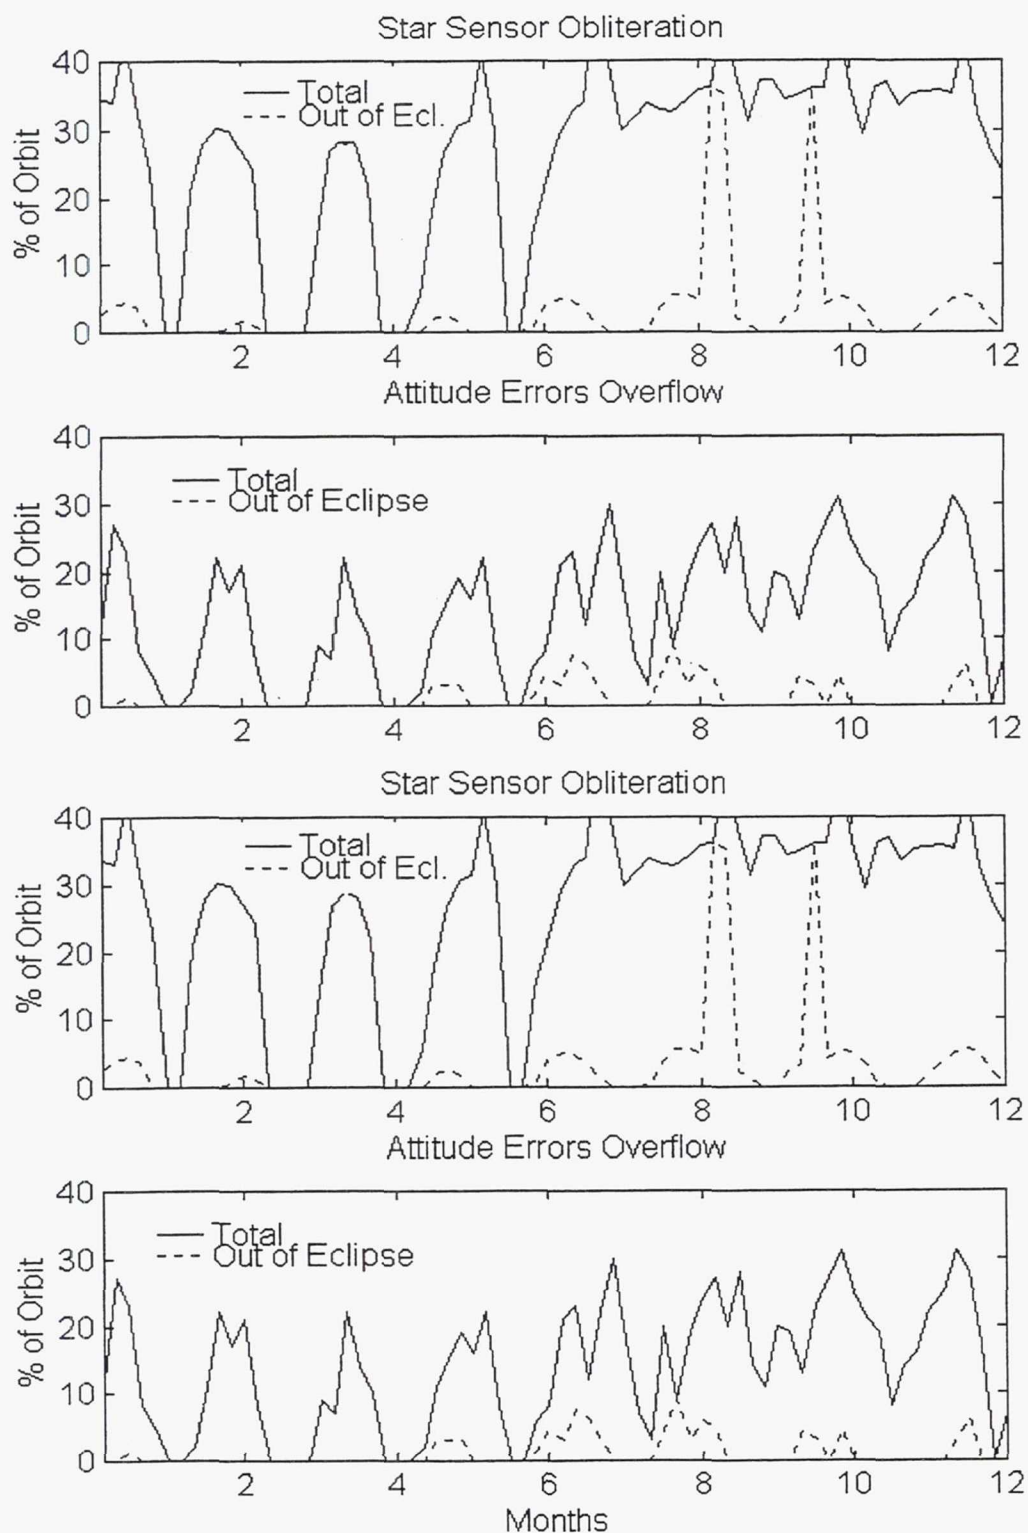 Star Sensor Obliteration
40
Total
Out of Ecl.
30
20
10
0
% of Orbit
2 4 6 8 10 12
Attitude Errors Overflow
40
Total
Out of Eclipse
30
20
10
0
% of Orbit
2 4 6 8 10 12
Star Sensor Obliteration
40
Total
Out of Ecl.
30
20
10
0
% of Orbit
2 4 6 8 10 12
Attitude Errors Overflow
40
Total
Out of Eclipse
30
20
10
0
% of Orbit
2 4 6 8 10 12
Months